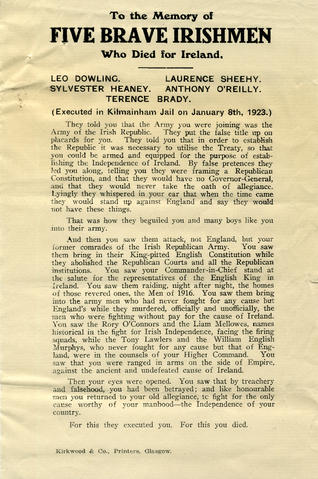 To the Memory of
FIVE BRAVE IRISHMEN
Who Died for Ireland.
LEO DOWLING. LAURENCE SHEEHY.
SYLVESTER HEANEY. ANTHONY O'REILLY.
TERENCE BRADY.
(Executed in Kilmainham Jail on January 8th, 1923.)
They told you that the Army you were joining was the
Army of the Irish Republic. They put the false title up on
placards for you. They told you that in order to establish
the Republic it was necessary to utilise the Treaty, so that
you could be armed and equipped for the purpose of estab-
lishing the Independence of Ireland. By false pretences they
led you along, telling you they were framing a Republican
Constitution, and that they would have no Governor-General,
and that they would never take the oath of allegiance.
Lyingly they whispered in your ear that when the time came
they would stand up against England and say they would
not have these things.
That was how they beguiled you and many boys like you
into their army.
And then you saw them attack, not England, but your
former comrades of the Irish Republican Army. You saw
them bring in their King-pitted English Constitution while
they abolished the Republican Courts and all the Republican
institutions. You saw your Commander-in-Chief stand at
the salute for the representatives of the English King in
Ireland. You saw them raiding, night after night, the homes
of those revered ones, the Men of 1916. You saw them bring
into the army men who had never fought for any cause but
England's while they murdered, officially and unofficially, the
men who were fighting without pay for the cause of Ireland.
You saw the Rory O'Connors and the Liam Mellowes, names
historical in the fight for Irish Independence, facing the firing
squads, while the Tony Lawlers and the William English
Murphys, who never fought for any cause but that of Eng-
land, were in the counsels of your Higher Command. You
saw that you were ranged in arms on the side of Empire,
against the ancient and undefeated cause of Ireland.
Then your eyes were opened. You saw that by treachery
and falsehood, you had been betrayed; and like honourable
men you returned to your old allegiance, to fight for the only
cause worthy of your manhood—the Independence of your
country.
For this they executed you. For this you died.
Kirkwood & Co., Printers, Glasgow.